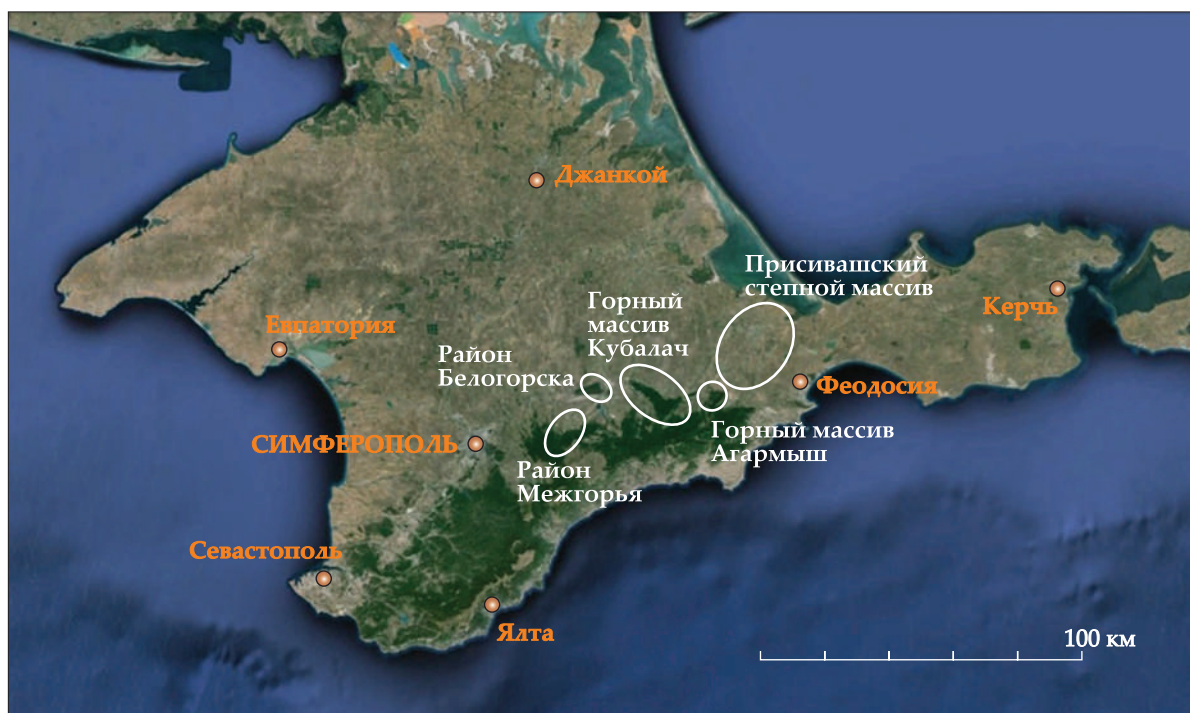 Джанкой
Присивашский
степной массив
Керчь
Горный
массив
Кубалач
Евпатория
Район
Белогорска
Феодосия
СИМФЕРОПОЛЬ
Горный массив
Агармыш
Район
Межгорья
Севастополь
Ялта
100 км